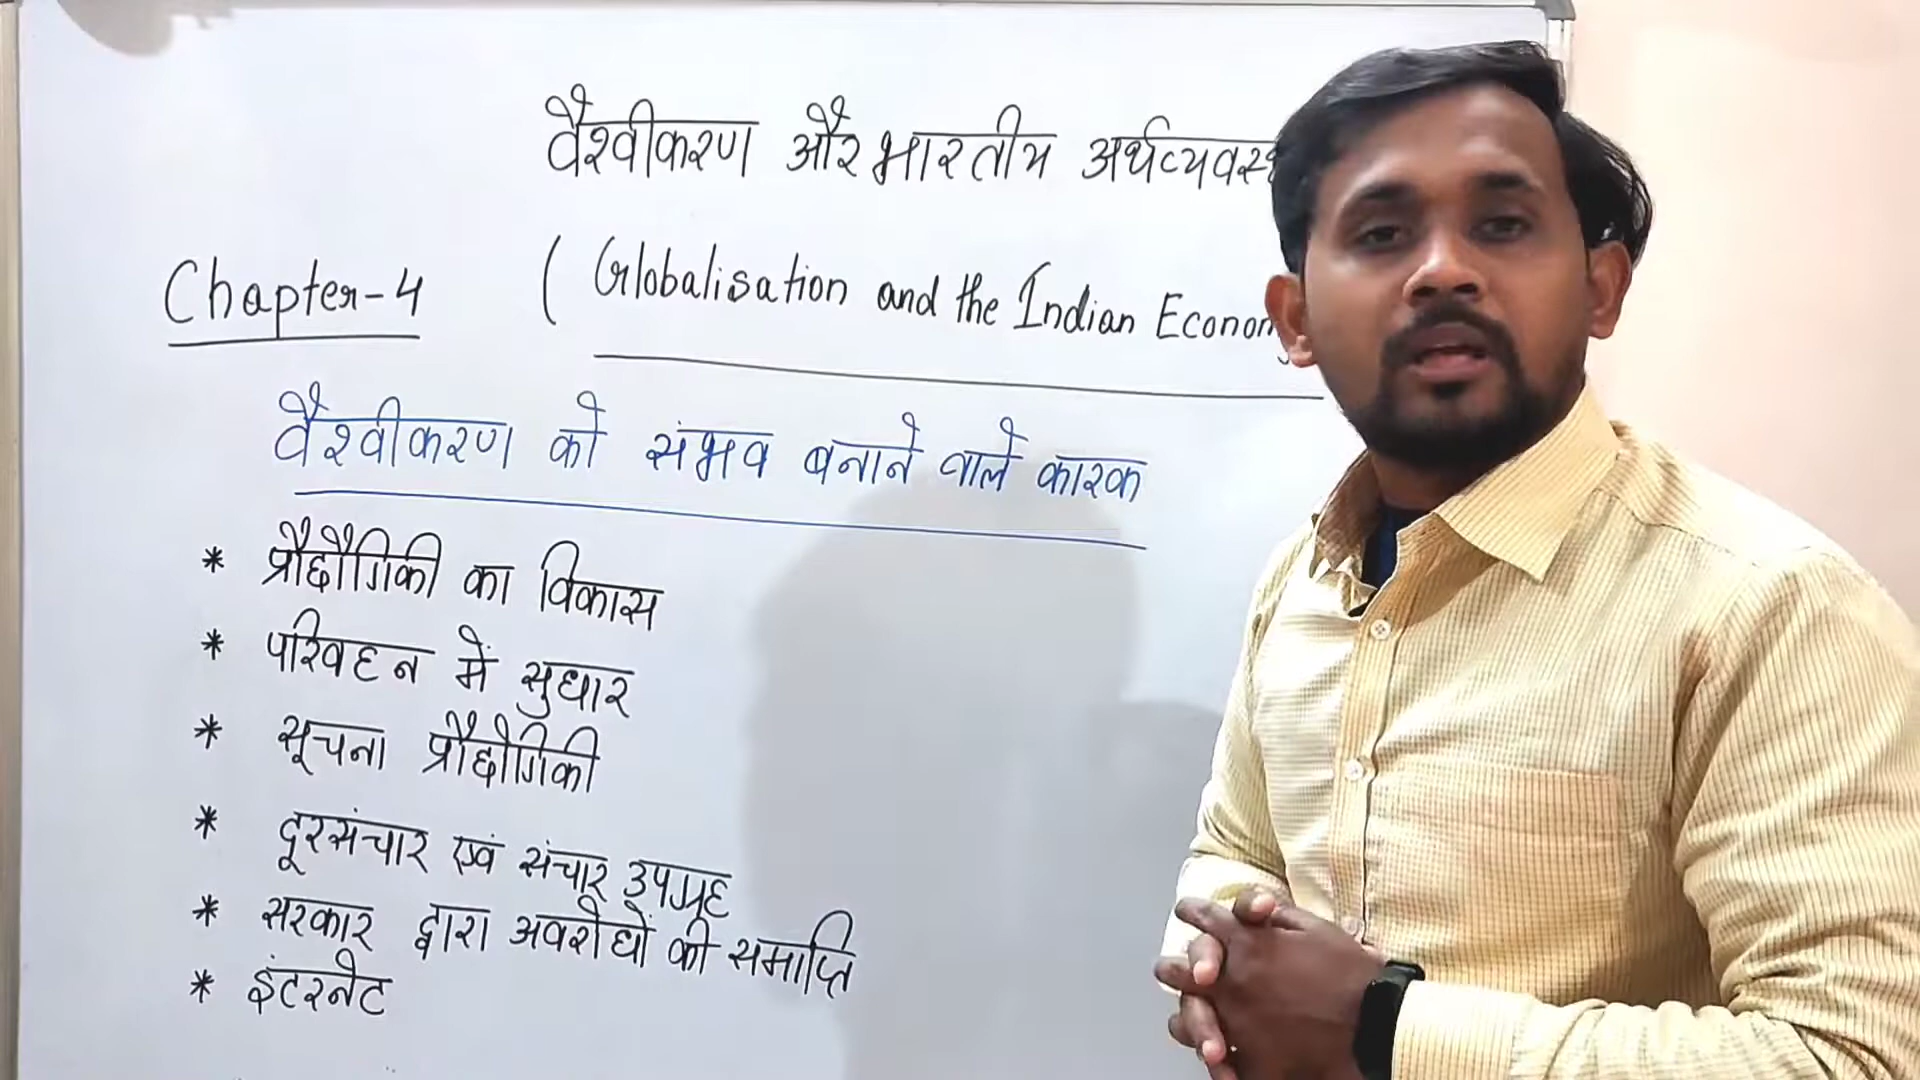 वैश्वीकरण और भारतीय
Chapter-4
( Globalisation and the Indian
वैश्वीकरण को संभव बनाने वाले कारक
* प्रौद्यौगिकी का विकास
* परिवहन में सुधार
* सूचना प्रौद्योगिकी
* दूरसंचार एवं संचार उपग्रह
* सरकार द्वारा अवरोधों की समाप्ति
* इंटरनेट